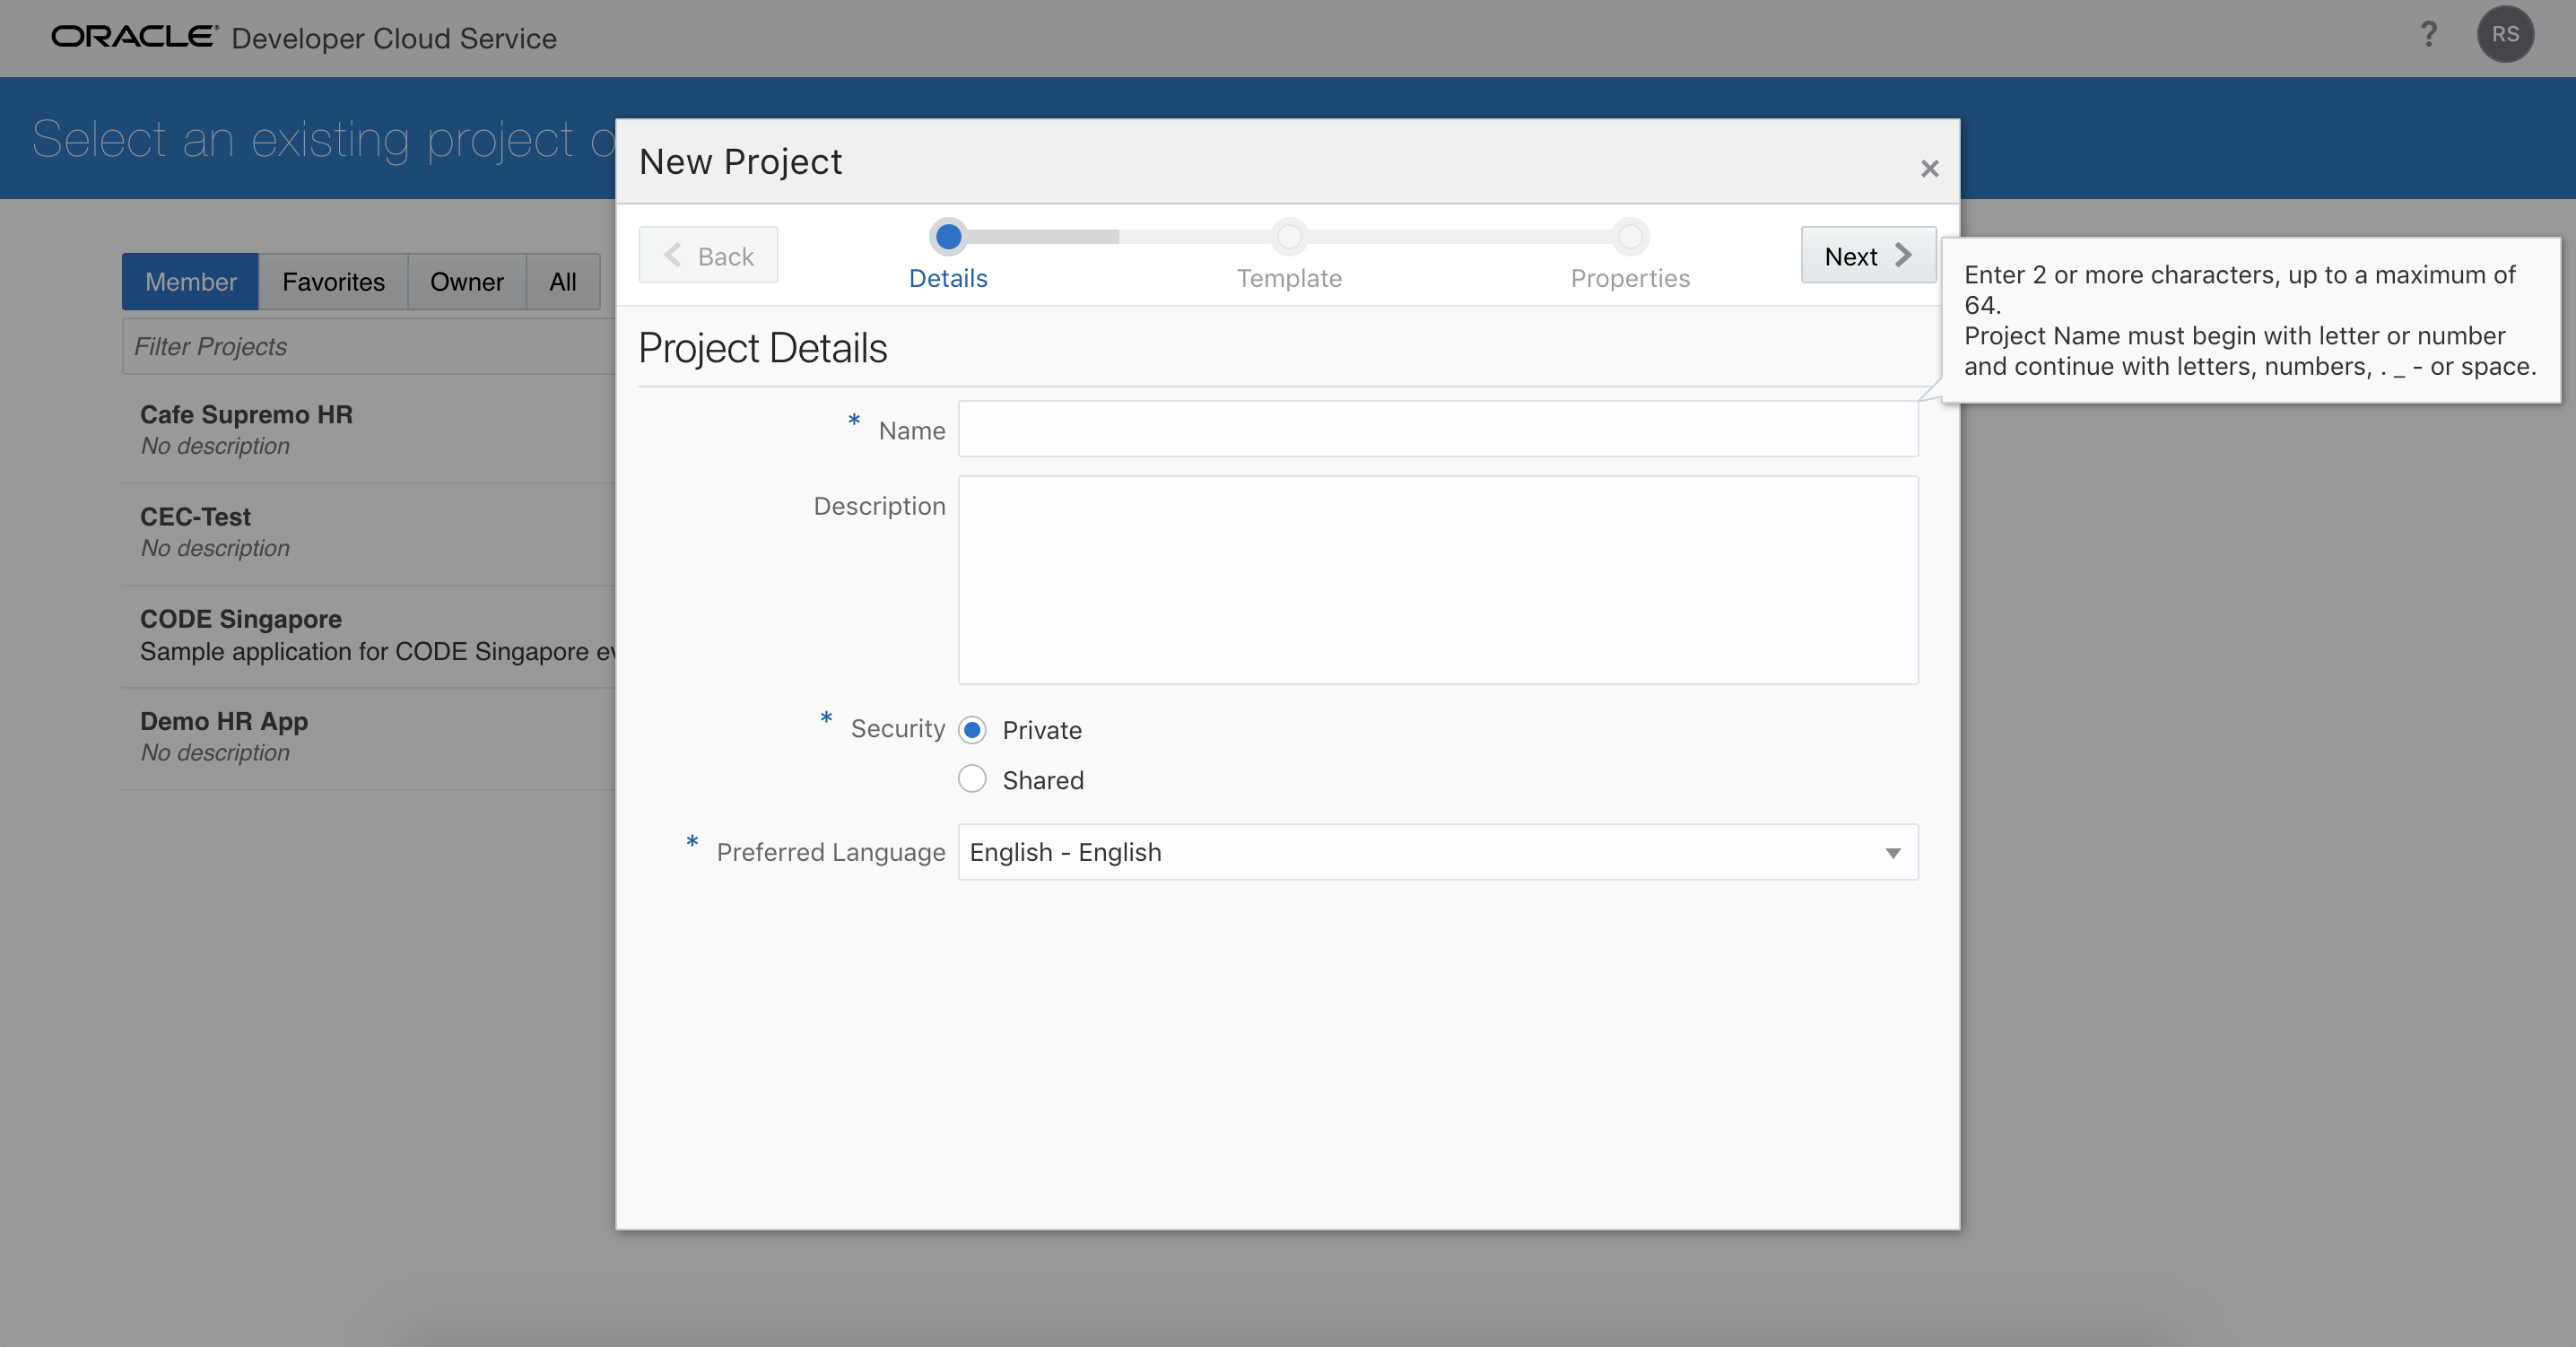 ORACLE Developer Cloud Service
? RS
Select an existing project o
New Project
×
Back
Details
Template
Properties
Next
Enter 2 or more characters, up to a maximum of
64.
Project Name must begin with letter or number
and continue with letters, numbers, . _ - or space.
Member Favorites Owner All
Filter Projects
Cafe Supremo HR
No description
CEC-Test
No description
CODE Singapore
Sample application for CODE Singapore ev
Demo HR App
No description
Project Details
* Name
Description
* Security
Private
Shared
* Preferred Language
English - English